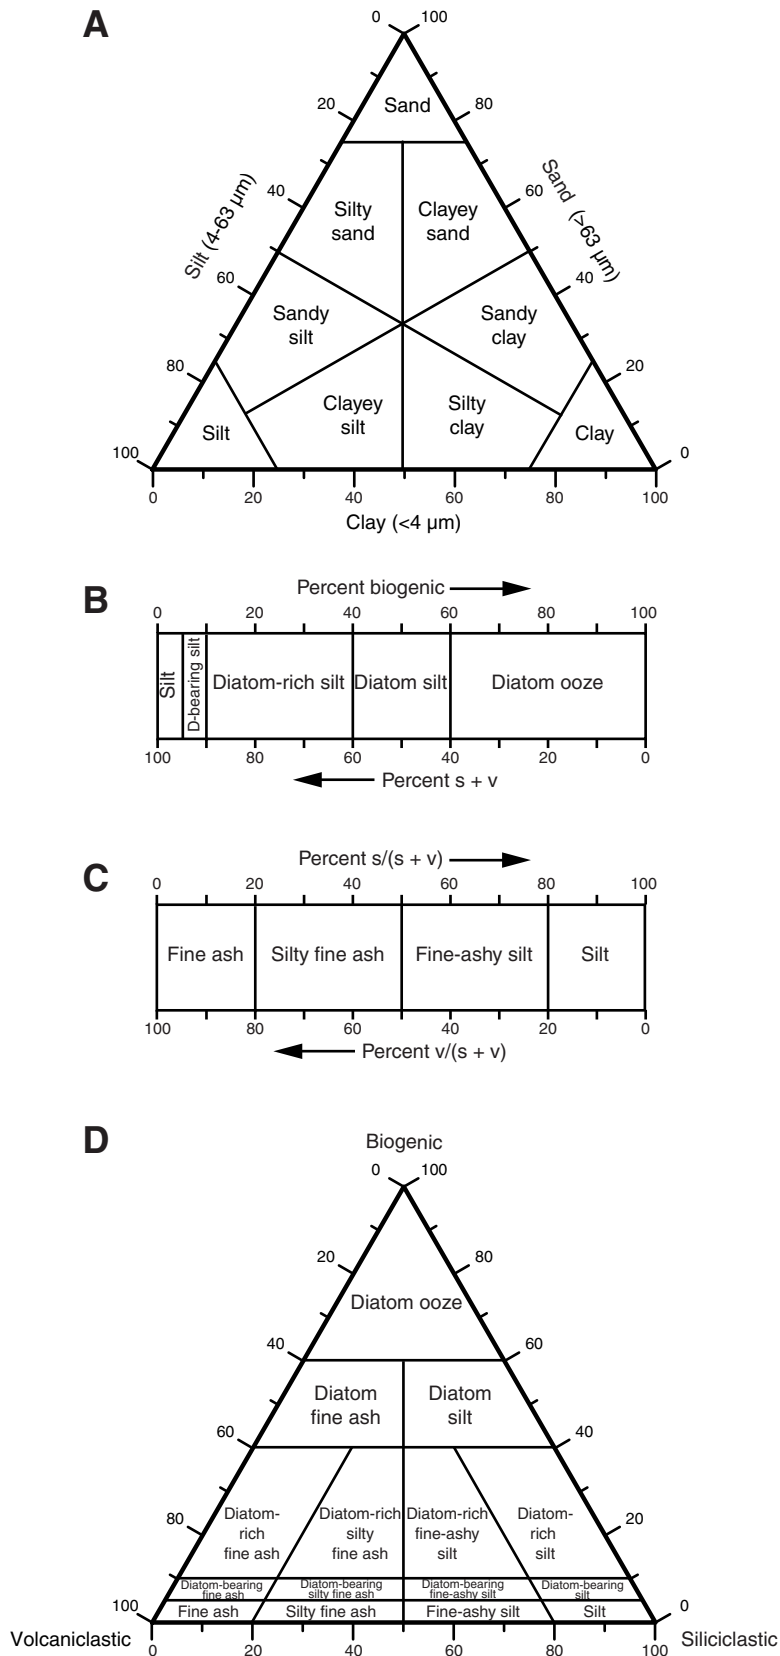 A
0 100
Sand
20 80
40 60
Silt (4-63 µm)
Sand (>63 µm)
Silty
sand
Clayey
sand
60 40
Sandy
silt
Sandy
clay
80 20
Clayey
silt
Silty
clay
Silt
Clay
100 0
0 20 40 60 80 100
Clay (<4 µm)
B
Percent biogenic
0 20 40 60 80 100
Silt
D-bearing silt
Diatom-rich silt
Diatom silt
Diatom ooze
100 80 60 40 20 0
Percent s + v
C
Percent s/(s + v)
0 20 40 60 80 100
Fine ash
Silty fine ash
Fine-ashy silt
Silt
100 80 60 40 20 0
Percent v/(s + v)
D
Biogenic
0 100
20 80
Diatom ooze
40 60
Diatom
fine ash
Diatom
silt
60 40
80 20
Diatom-
rich
fine ash
Diatom-rich
silty
fine ash
Diatom-rich
fine-ashy
silt
Diatom-
rich
silt
Diatom-bearing
fine ash
Diatom-bearing
silty fine ash
Diatom-bearing
fine-ashy silt
Diatom-bearing
silt
100 0
Fine ash
Silty fine ash
Fine-ashy silt
Silt
Volcaniclastic
Siliciclastic
0 20 40 60 80 100